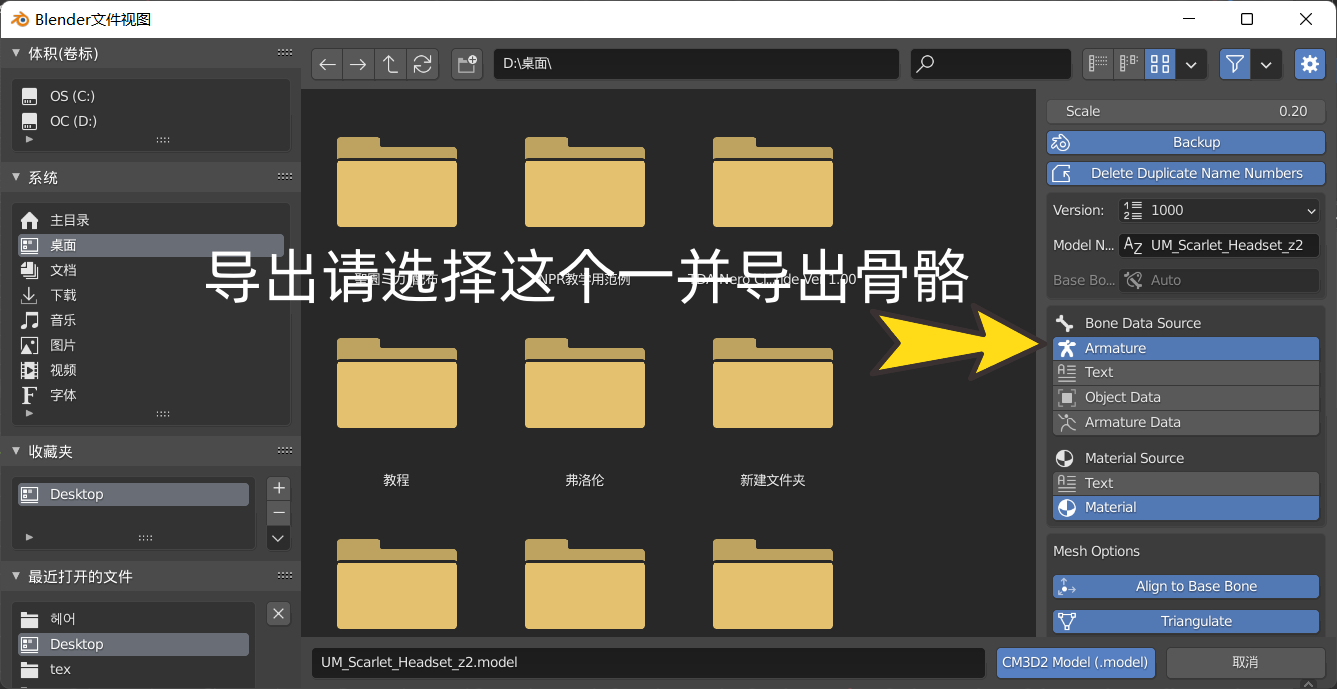 Blender文件视图
体积(卷标)
OS (C:)
OC (D:)
系统
主目录
桌面
文档
下载
音乐
图片
视频
字体
收藏夹
Desktop
最近打开的文件
헤어
Desktop
tex
D:\桌面\
导出请选择这个一并导出骨骼
NPR教学用范例
TDA Nero Cl
ide Ver 1.00
教程
弗洛伦
新建文件夹
Scale 0.20
Backup
Delete Duplicate Name Numbers
Version: 1000
Model N... UM_Scarlet_Headset_z2
Base Bo... Auto
Bone Data Source
Armature
Text
Object Data
Armature Data
Material Source
Text
Material
Mesh Options
Align to Base Bone
Triangulate
UM_Scarlet_Headset_z2.model
CM3D2 Model (.model)
取消